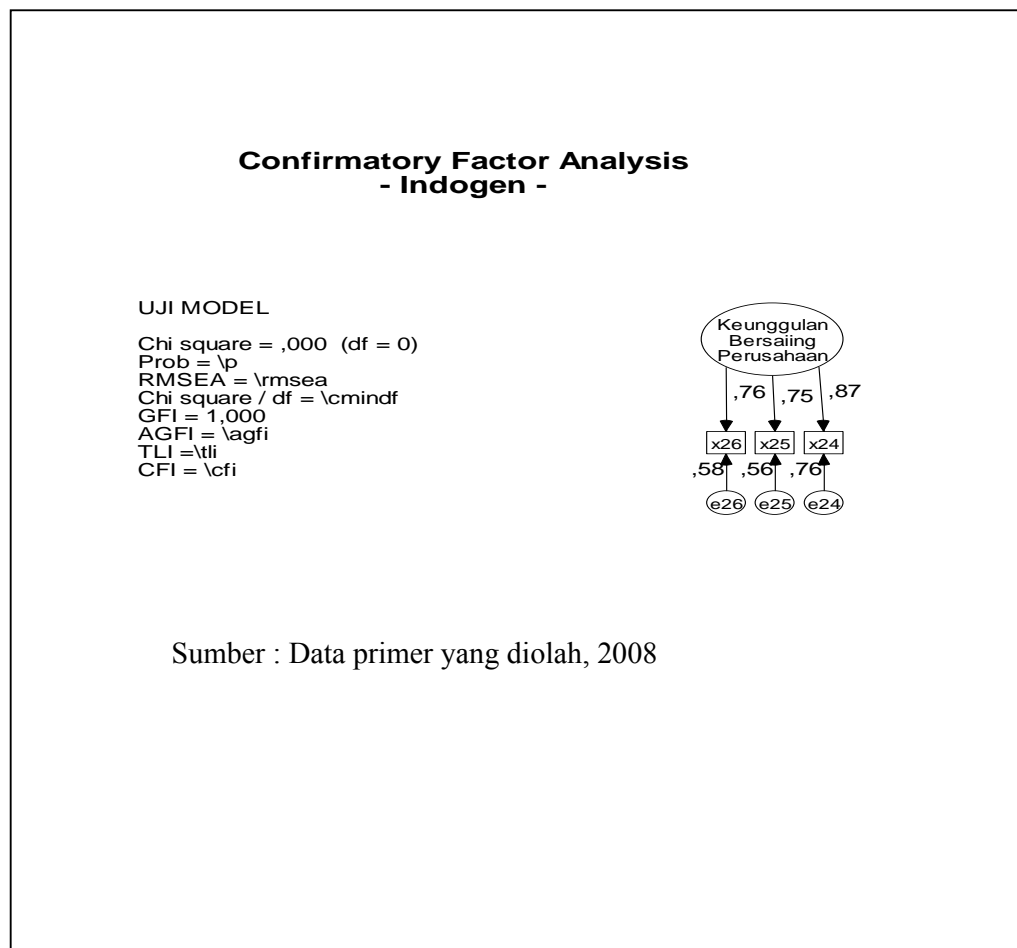 Confirmatory Factor Analysis
- Indogen -
UJI MODEL
Chi square = ,000 (df = 0)
Prob = \p
RMSEA = \rmsea
Chi square / df = \cmindf
GFI = 1,000
AGFI = \agfi
TLI =\tli
CFI = \cfi
Keunggulan
Bersaiing
Perusahaan
,76 ,75 ,87
x26 x25 x24
,58 ,56 ,76
e26 e25 e24
Sumber : Data primer yang diolah, 2008